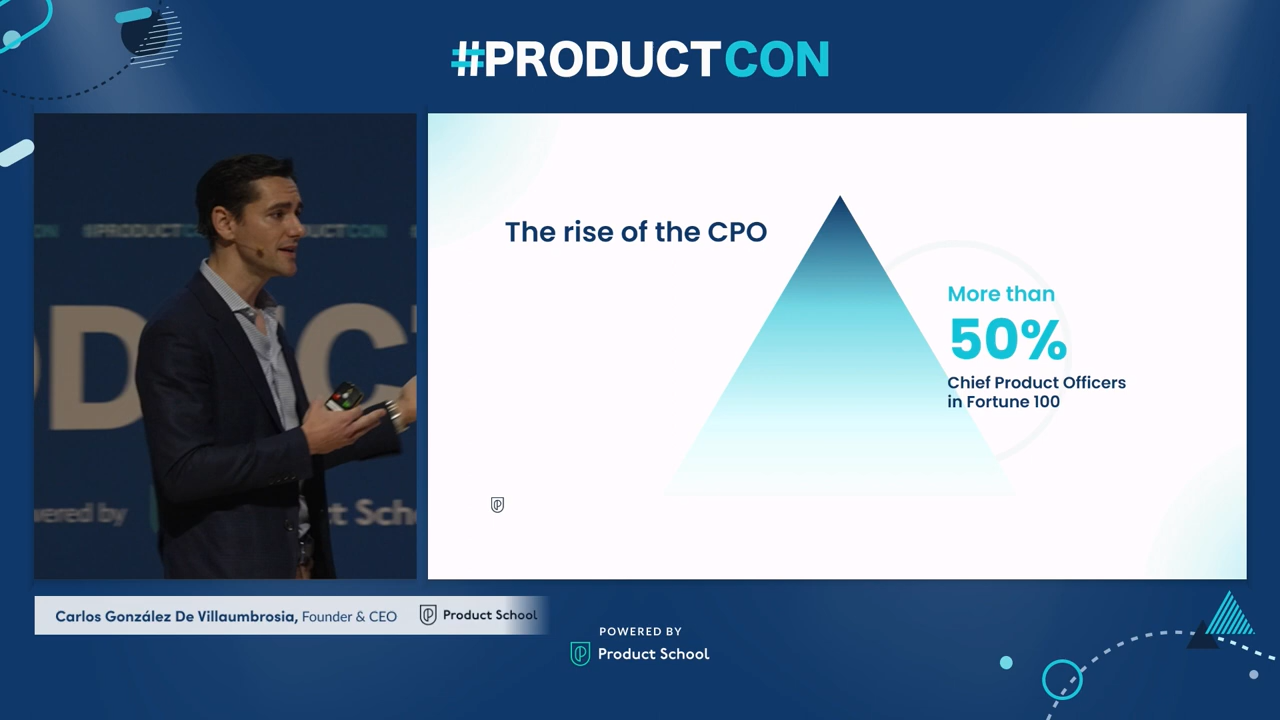 #PRODUCTCON
The rise of the CPO
More than
50%
Chief Product Officers
in Fortune 100
Carlos González De Villaumbrosia, Founder & CEO
Product School
POWERED BY
Product School